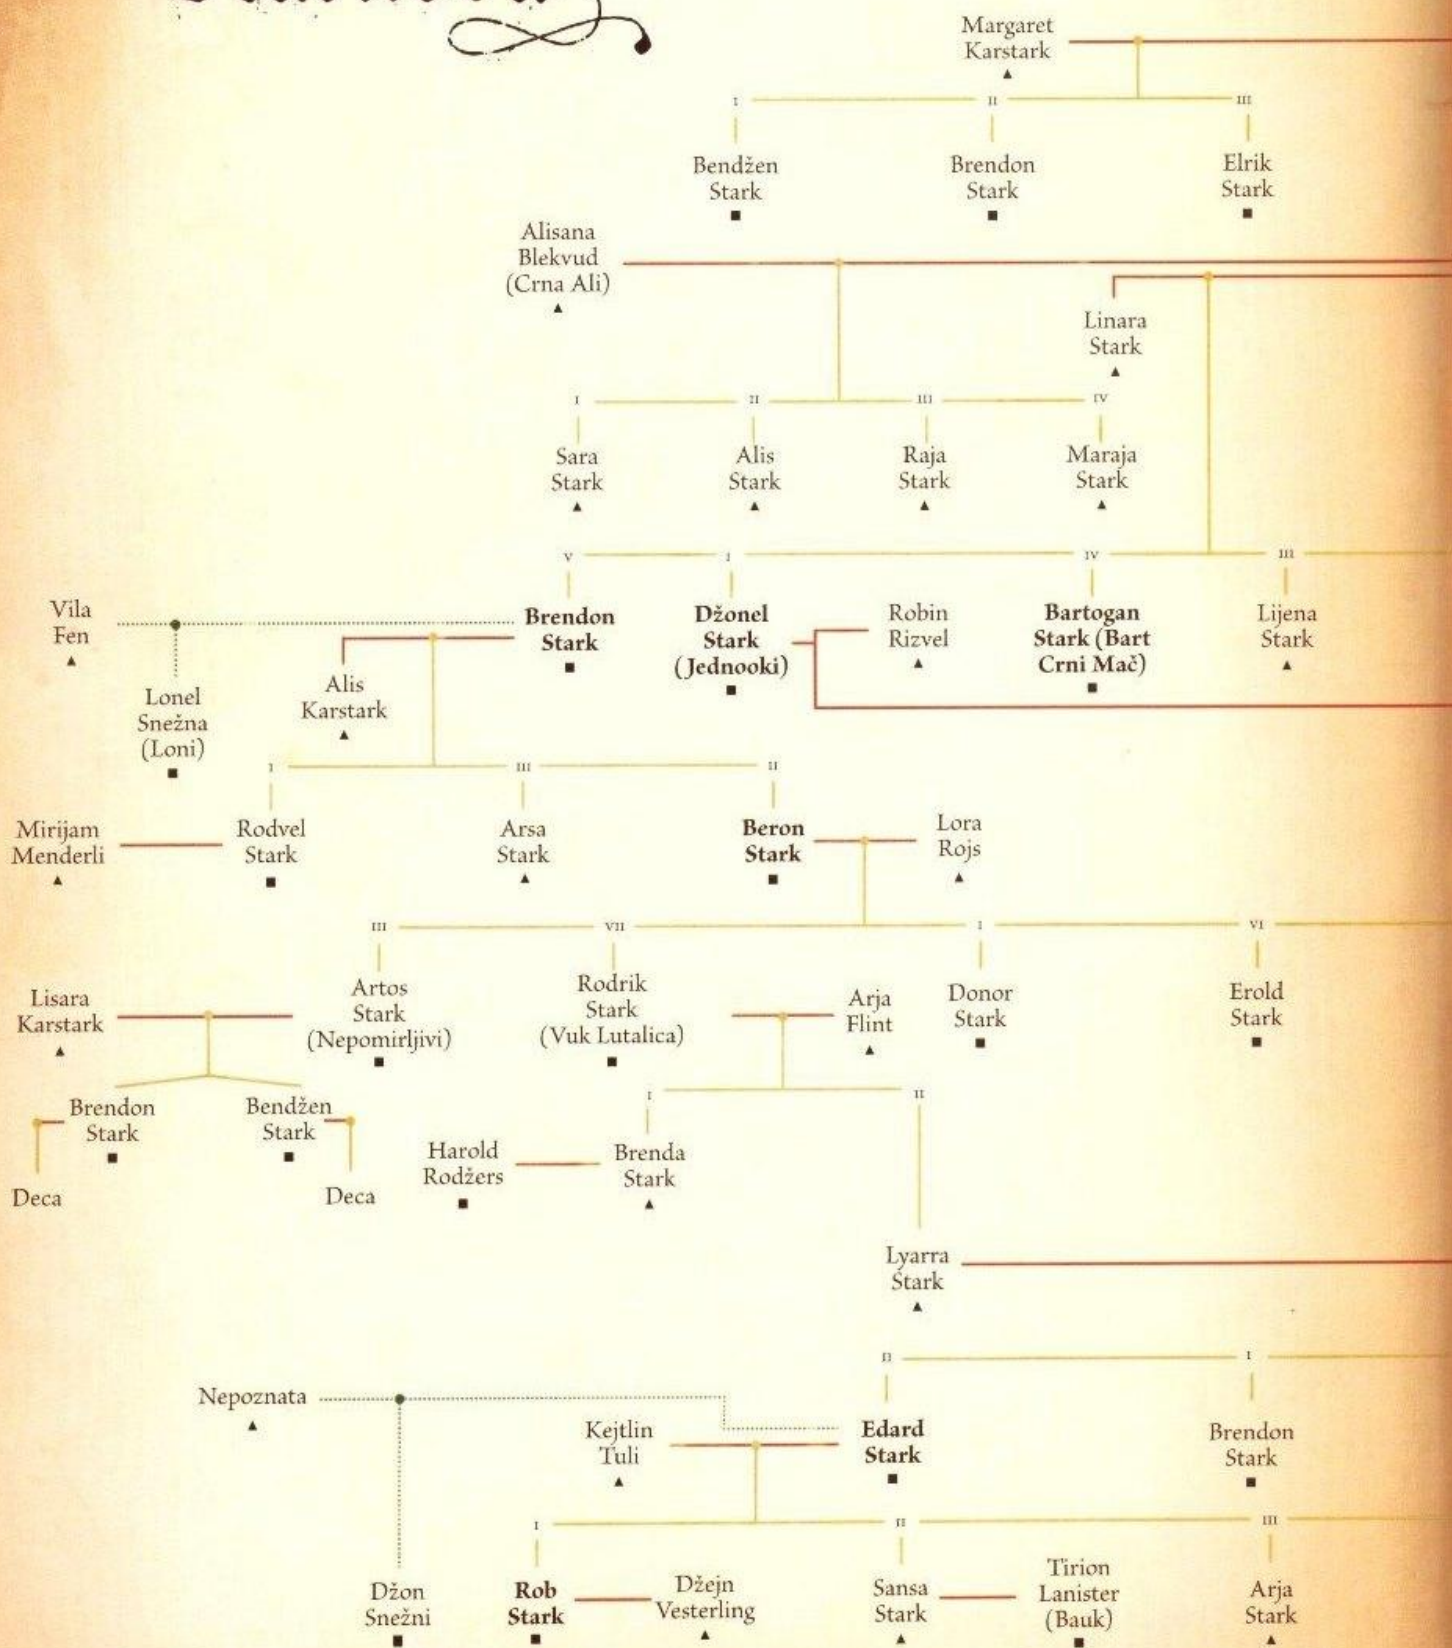 Margaret
Karstark
I
II
III
Bendžen
Stark
Brendon
Stark
Elrik
Stark
Alisana
Blekvud
(Crna Ali)
Linara
Stark
I
II
III
IV
Sara
Stark
Alis
Stark
Raja
Stark
Maraja
Stark
V
I
IV
III
Vila
Fen
Brendon
Stark
Džonel
Stark
(Jednooki)
Robin
Rizvel
Bartogan
Stark (Bart
Crni Mač)
Lijena
Stark
Lonel
Snežna
(Loni)
Alis
Karstark
I
III
II
Mirijam
Menderli
Rodvel
Stark
Arsa
Stark
Beron
Stark
Lora
Rojs
III
VII
I
VI
Lisara
Karstark
Artos
Stark
(Nepomirljivi)
Rodrik
Stark
(Vuk Lutalica)
Arja
Flint
Donor
Stark
Erold
Stark
I
II
Brendon
Stark
Bendžen
Stark
Deca
Deca
Harold
Rodžers
Brenda
Stark
Lyarra
Stark
II
I
Nepoznata
Kejtlin
Tuli
Edard
Stark
Brendon
Stark
I
II
III
Džon
Snežni
Rob
Stark
Džejn
Vesterling
Sansa
Stark
Tirion
Lanister
(Bauk)
Arja
Stark